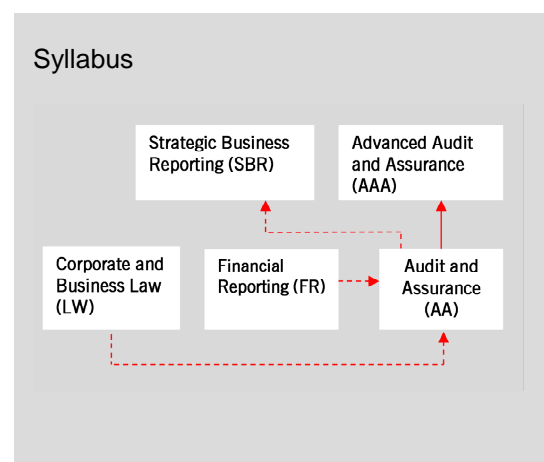 Syllabus
Strategic Business
Reporting (SBR)
Advanced Audit
and Assurance
(AAA)
Corporate and
Business Law
(LW)
Financial
Reporting (FR)
Audit and
Assurance
(AA)